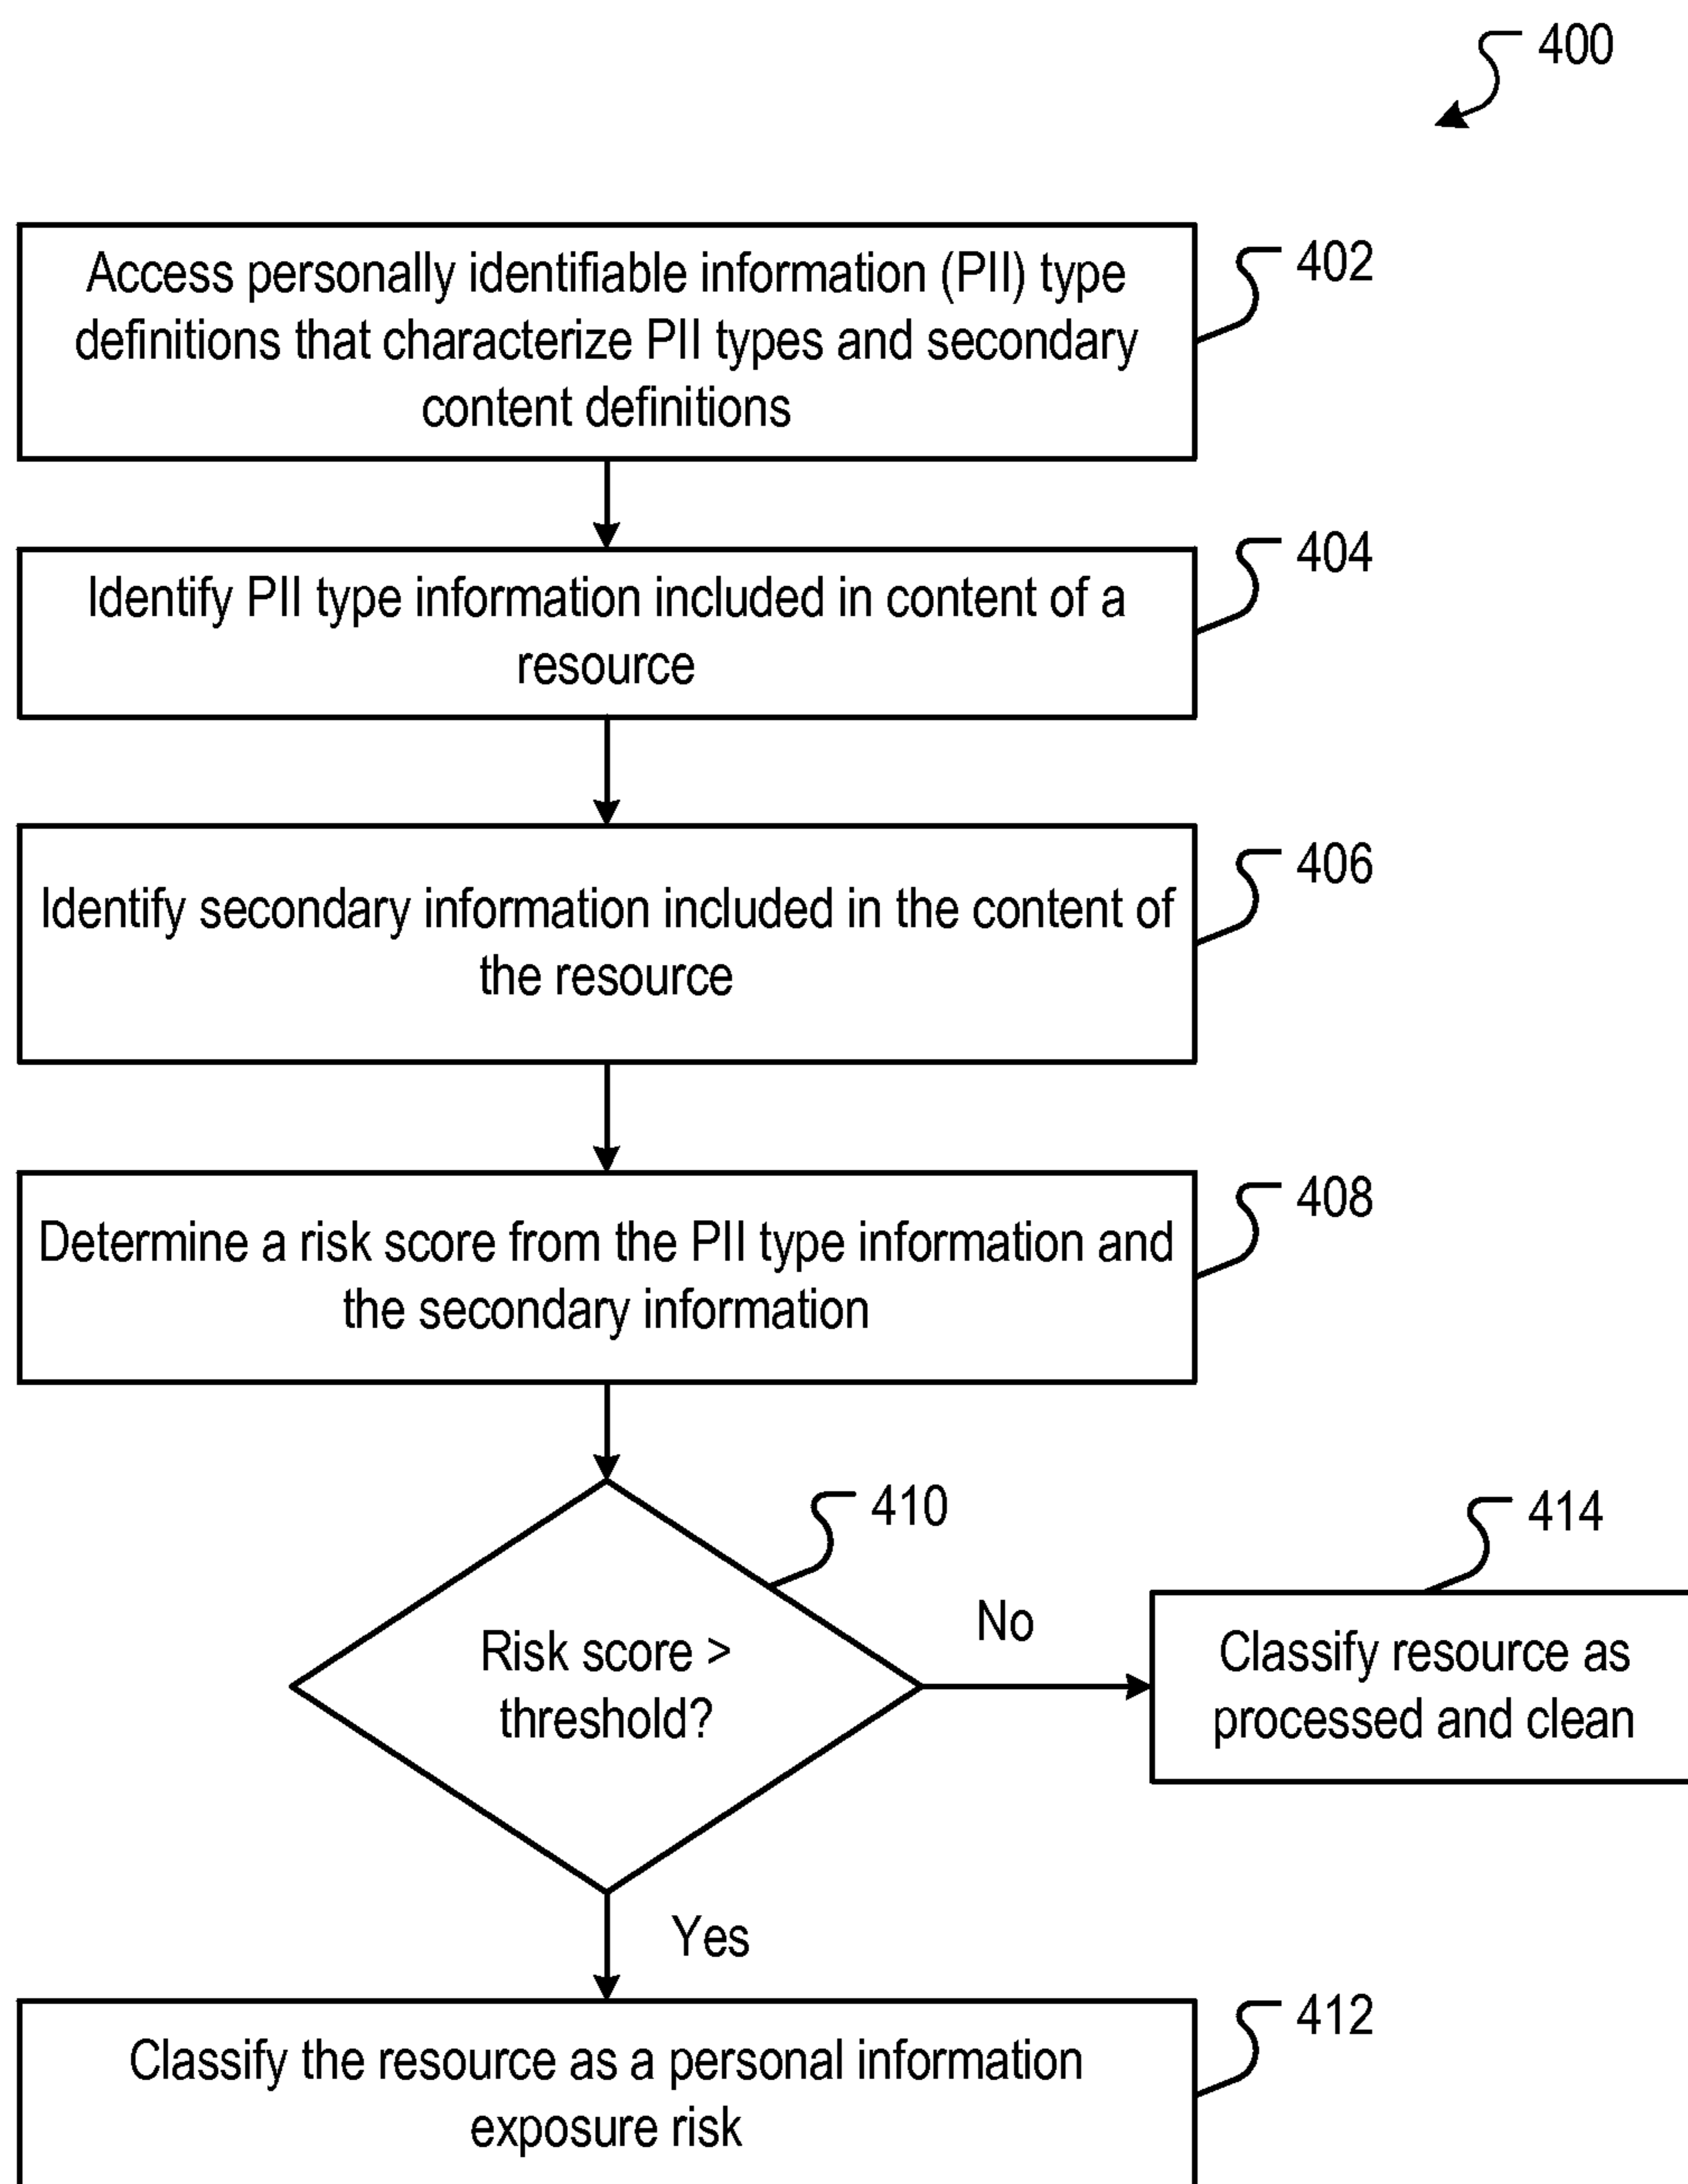 400
Access personally identifiable information (PII) type
definitions that characterize PII types and secondary
content definitions
402
Identify PII type information included in content of a
resource
404
Identify secondary information included in the content of
the resource
406
Determine a risk score from the PII type information and
the secondary information
408
Risk score >
threshold?
410
No
Classify resource as
processed and clean
414
Yes
Classify the resource as a personal information
exposure risk
412